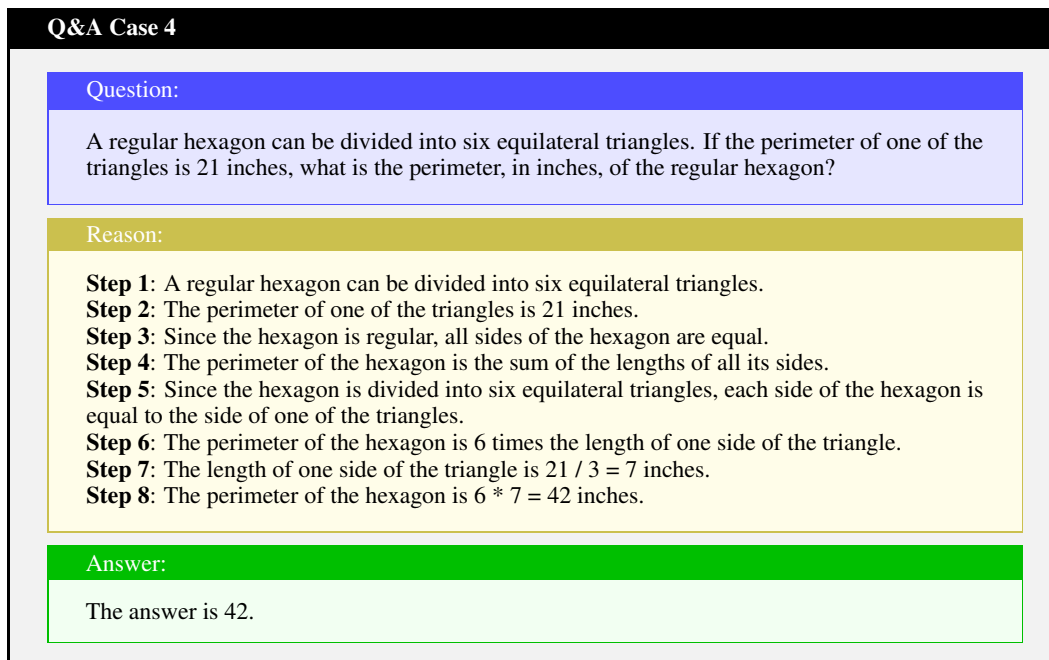 Q&A Case 4
Question:
A regular hexagon can be divided into six equilateral triangles. If the perimeter of one of the
triangles is 21 inches, what is the perimeter, in inches, of the regular hexagon?
Reason:
Step 1: A regular hexagon can be divided into six equilateral triangles.
Step 2: The perimeter of one of the triangles is 21 inches.
Step 3: Since the hexagon is regular, all sides of the hexagon are equal.
Step 4: The perimeter of the hexagon is the sum of the lengths of all its sides.
Step 5: Since the hexagon is divided into six equilateral triangles, each side of the hexagon is
equal to the side of one of the triangles.
Step 6: The perimeter of the hexagon is 6 times the length of one side of the triangle.
Step 7: The length of one side of the triangle is 21 / 3 = 7 inches.
Step 8: The perimeter of the hexagon is 6 * 7 = 42 inches.
Answer:
The answer is 42.